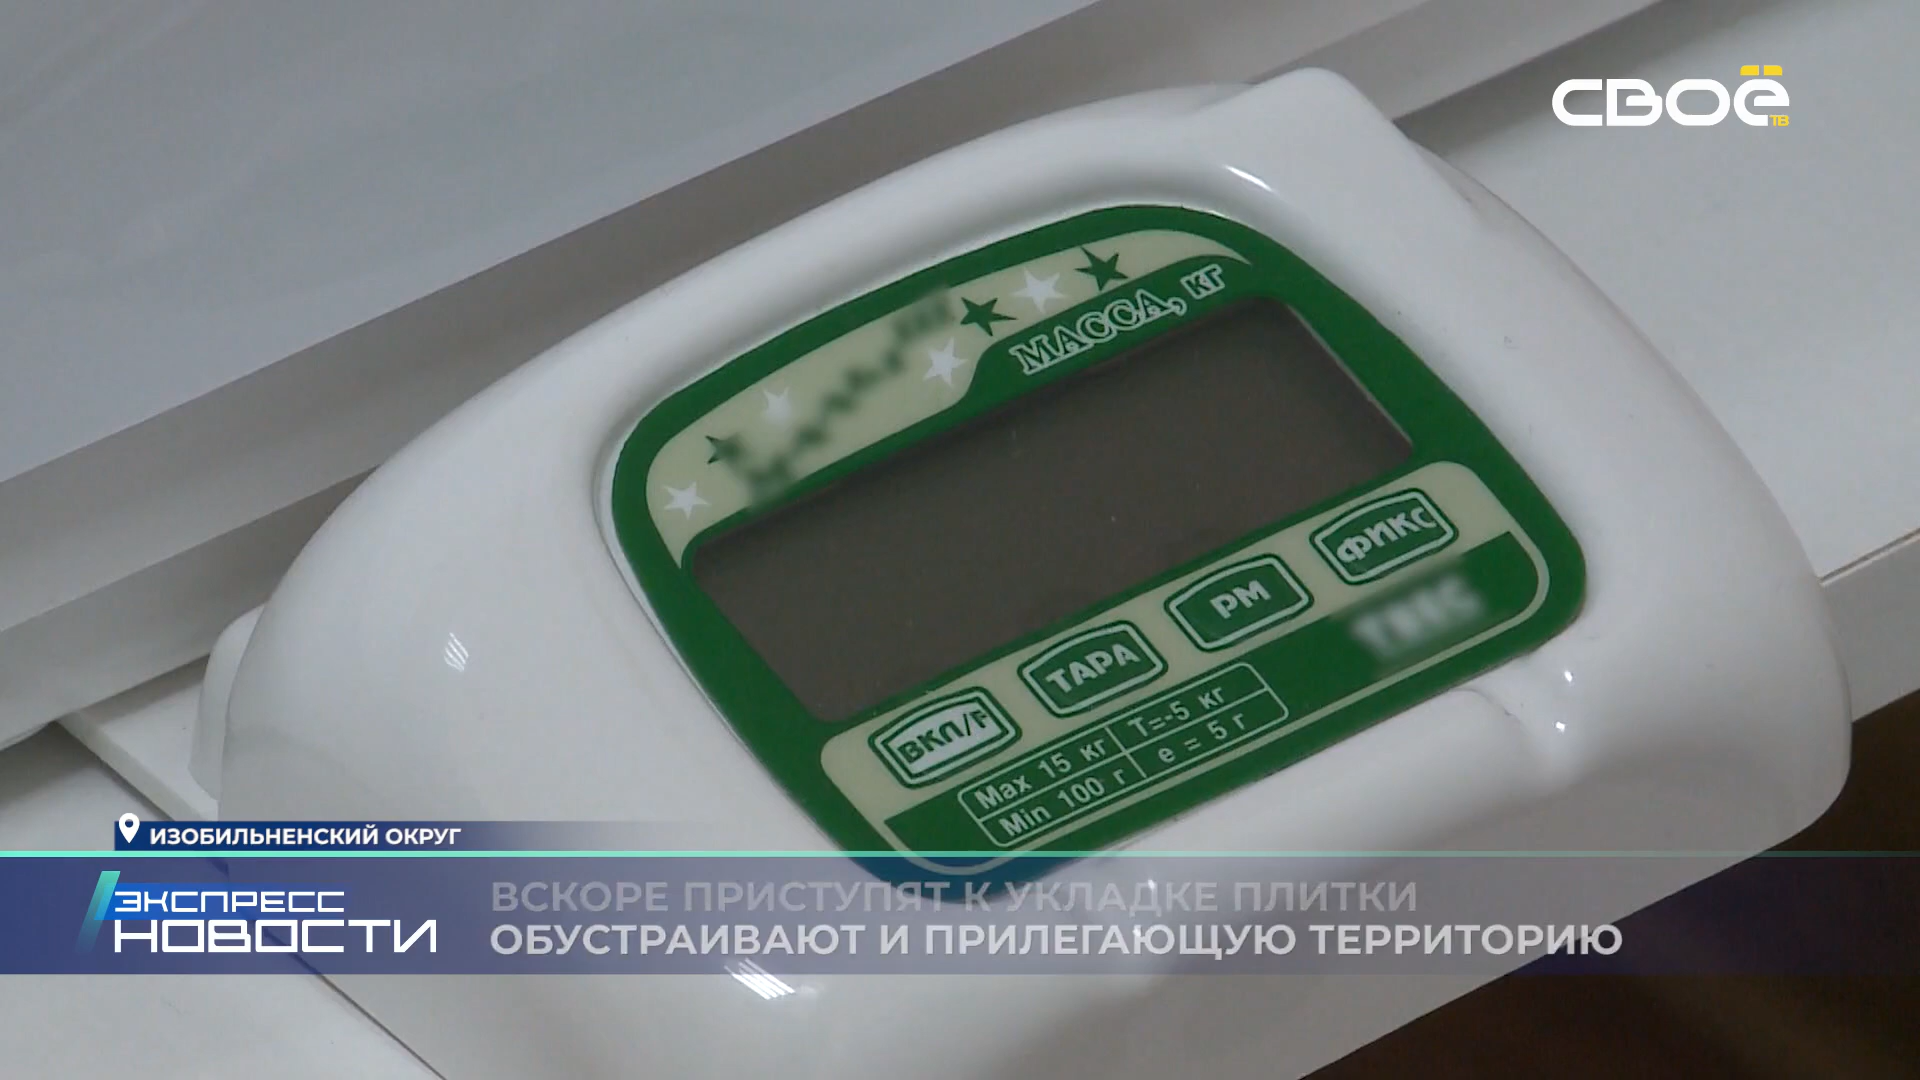 СВОЁ
ТВ
МАССА, кг
ВКЛ/F
ТАРА
РМ
ФИКС
Max 15 кг T=-5 кг
Min 100 г e = 5 г
ИЗОБИЛЬНЕНСКИЙ ОКРУГ
ЭКСПРЕСС
НОВОСТИ
ВСКОРЕ ПРИСТУПЯТ К УКЛАДКЕ ПЛИТКИ
ОБУСТРАИВАЮТ И ПРИЛЕГАЮЩУЮ ТЕРРИТОРИЮ